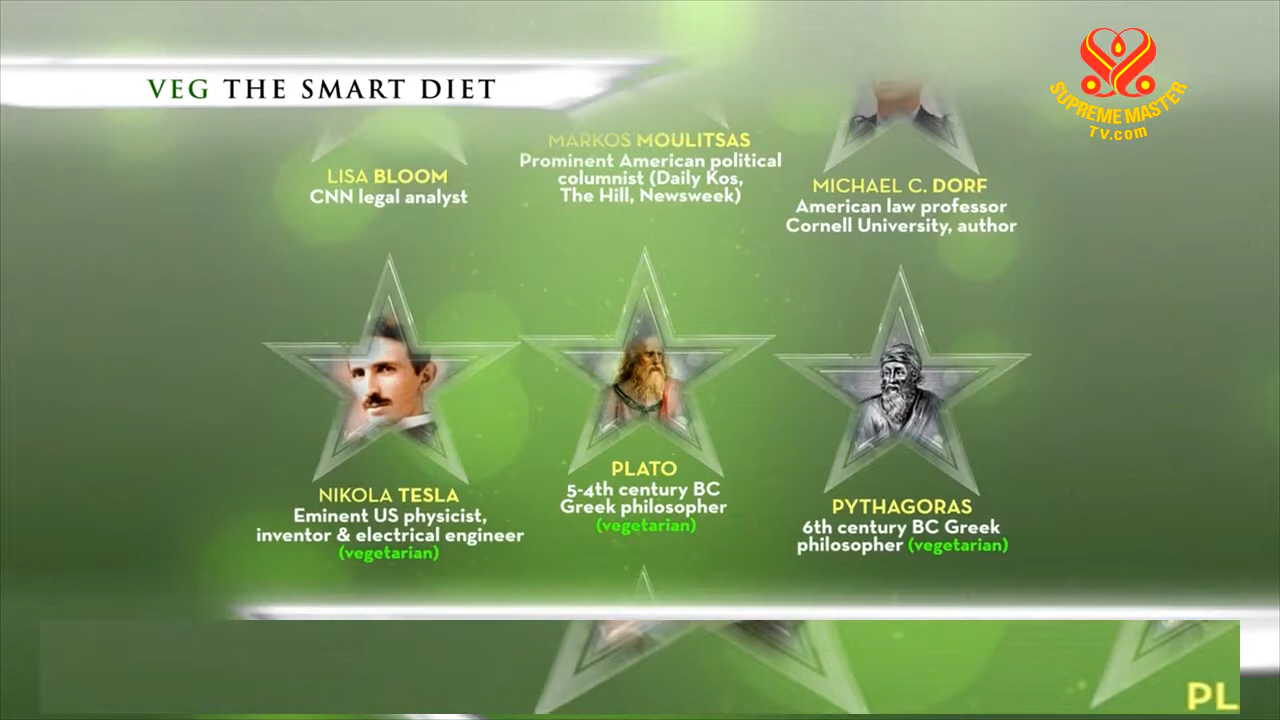 VEG THE SMART DIET
SUPREME MASTER
TV.com
LISA BLOOM
CNN legal analyst
MARKOS MOULITSAS
Prominent American political
columnist (Daily Kos,
The Hill, Newsweek)
MICHAEL C. DORF
American law professor
Cornell University, author
NIKOLA TESLA
Eminent US physicist,
inventor & electrical engineer
(vegetarian)
PLATO
5-4th century BC
Greek philosopher
(vegetarian)
PYTHAGORAS
6th century BC Greek
philosopher (vegetarian)
PL